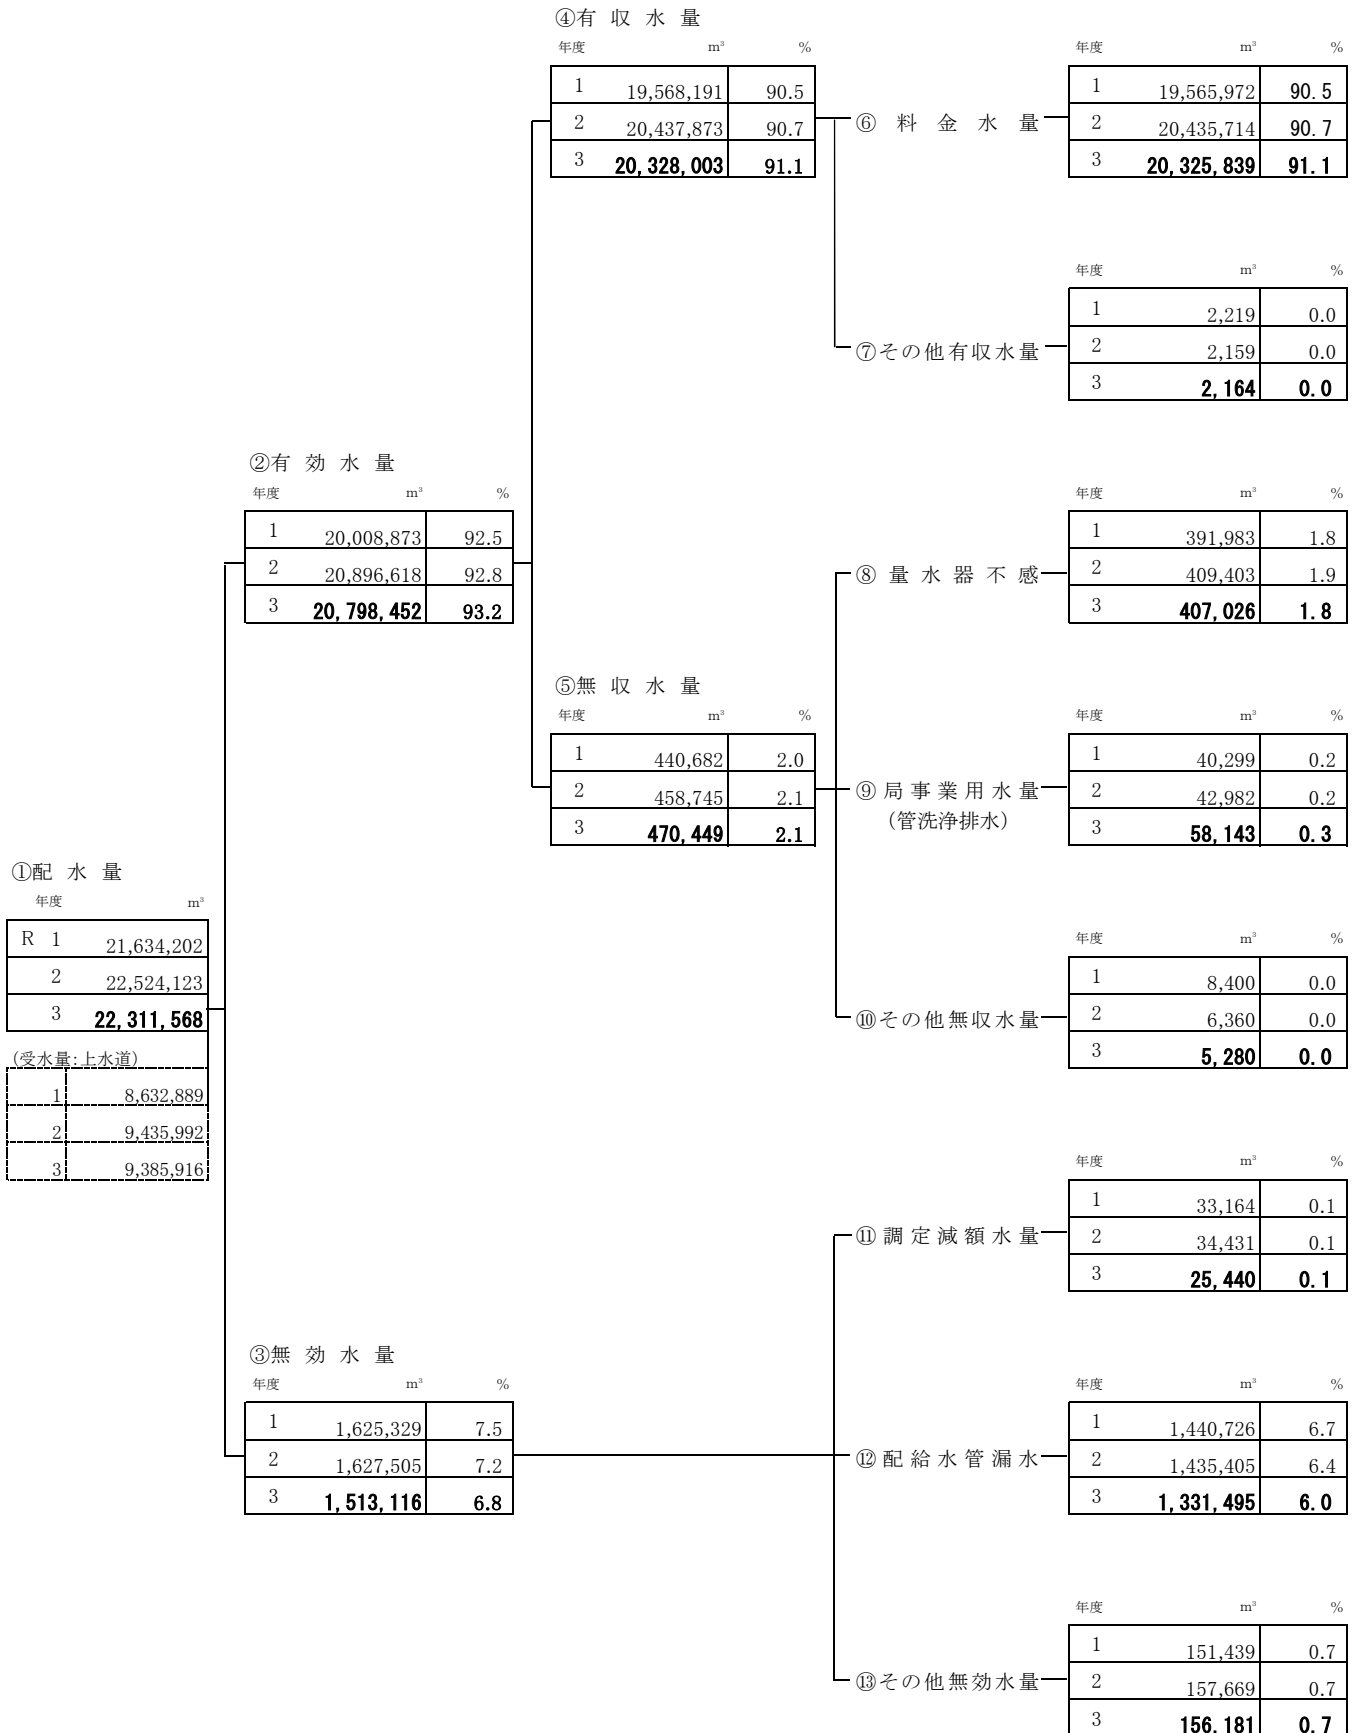 ④有 収 水 量
年度 m³ %
1 19,568,191 90.5
2 20,437,873 90.7
3 20,328,003 91.1
⑥ 料 金 水 量
年度 m³ %
1 19,565,972 90.5
2 20,435,714 90.7
3 20,325,839 91.1
⑦その他有収水量
年度 m³ %
1 2,219 0.0
2 2,159 0.0
3 2,164 0.0
②有 効 水 量
年度 m³ %
1 20,008,873 92.5
2 20,896,618 92.8
3 20,798,452 93.2
⑧ 量 水 器 不 感
年度 m³ %
1 391,983 1.8
2 409,403 1.9
3 407,026 1.8
⑤無 収 水 量
年度 m³ %
1 440,682 2.0
2 458,745 2.1
3 470,449 2.1
⑨ 局 事 業 用 水 量
(管洗浄排水)
年度 m³ %
1 40,299 0.2
2 42,982 0.2
3 58,143 0.3
①配 水 量
年度 m³
R 1 21,634,202
2 22,524,123
3 22,311,568
(受水量:上水道)
1 8,632,889
2 9,435,992
3 9,385,916
⑩その他無収水量
年度 m³ %
1 8,400 0.0
2 6,360 0.0
3 5,280 0.0
⑪ 調 定 減 額 水 量
年度 m³ %
1 33,164 0.1
2 34,431 0.1
3 25,440 0.1
③無 効 水 量
年度 m³ %
1 1,625,329 7.5
2 1,627,505 7.2
3 1,513,116 6.8
⑫ 配 給 水 管 漏 水
年度 m³ %
1 1,440,726 6.7
2 1,435,405 6.4
3 1,331,495 6.0
⑬その他無効水量
年度 m³ %
1 151,439 0.7
2 157,669 0.7
3 156,181 0.7